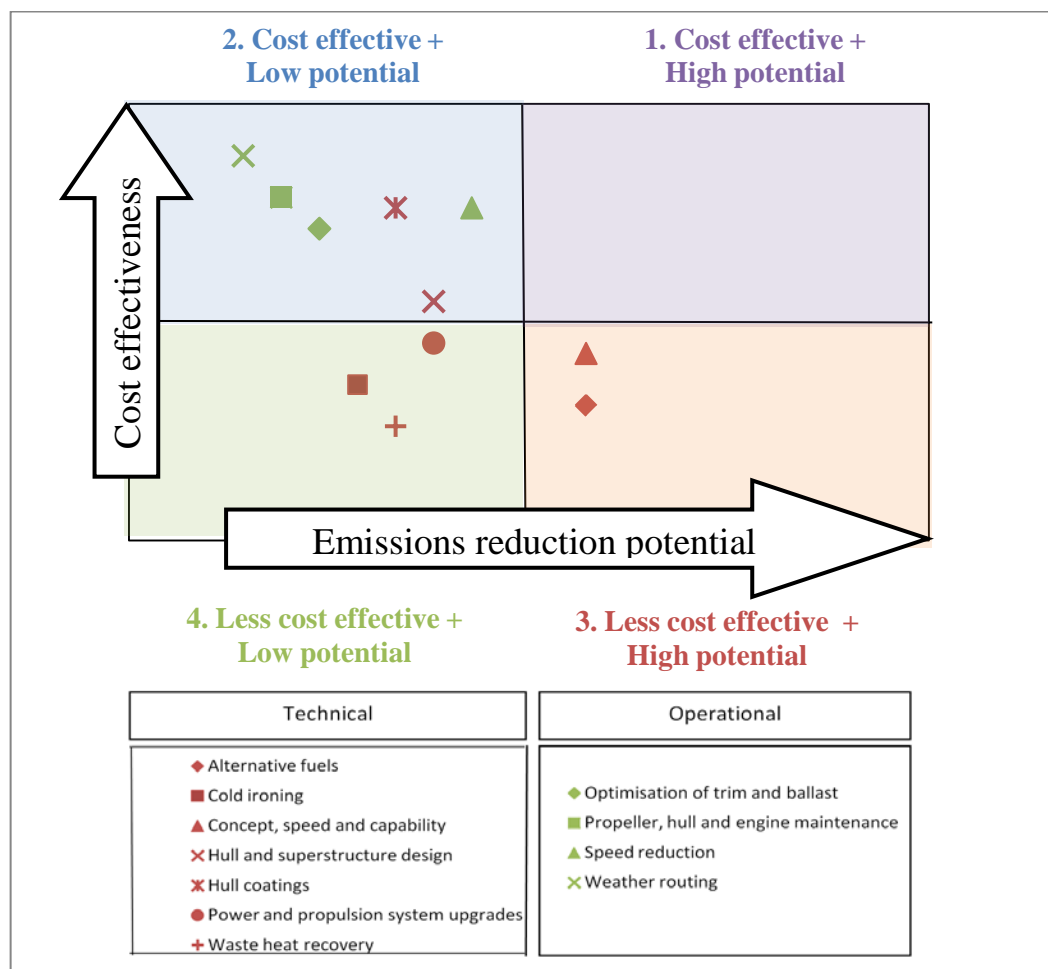 2. Cost effective +
Low potential
1. Cost effective +
High potential
Cost effectiveness
Emissions reduction potential
4. Less cost effective +
Low potential
3. Less cost effective +
High potential
Technical
Alternative fuels
Cold ironing
Concept, speed and capability
Hull and superstructure design
Hull coatings
Power and propulsion system upgrades
Waste heat recovery
Operational
Optimisation of trim and ballast
Propeller, hull and engine maintenance
Speed reduction
Weather routing